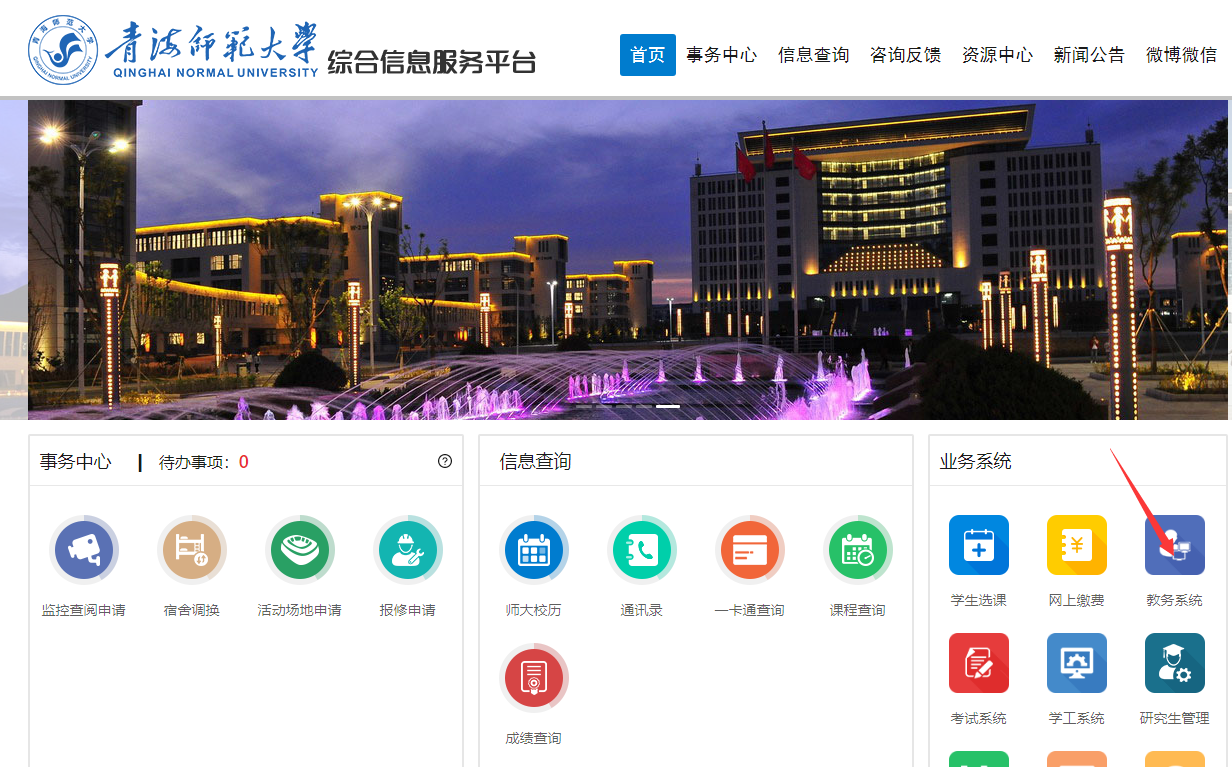 青海师范大学
QINGHAI NORMAL UNIVERSITY
综合信息服务平台
首页 事务中心 信息查询 咨询反馈 资源中心 新闻公告 微博微信
事务中心 | 待办事项：0
监控查阅申请 宿舍调换 活动场地申请 报修申请
信息查询
师大校历 通讯录 一卡通查询 课程查询
成绩查询
业务系统
学生选课 网上缴费 教务系统
考试系统 学工系统 研究生管理